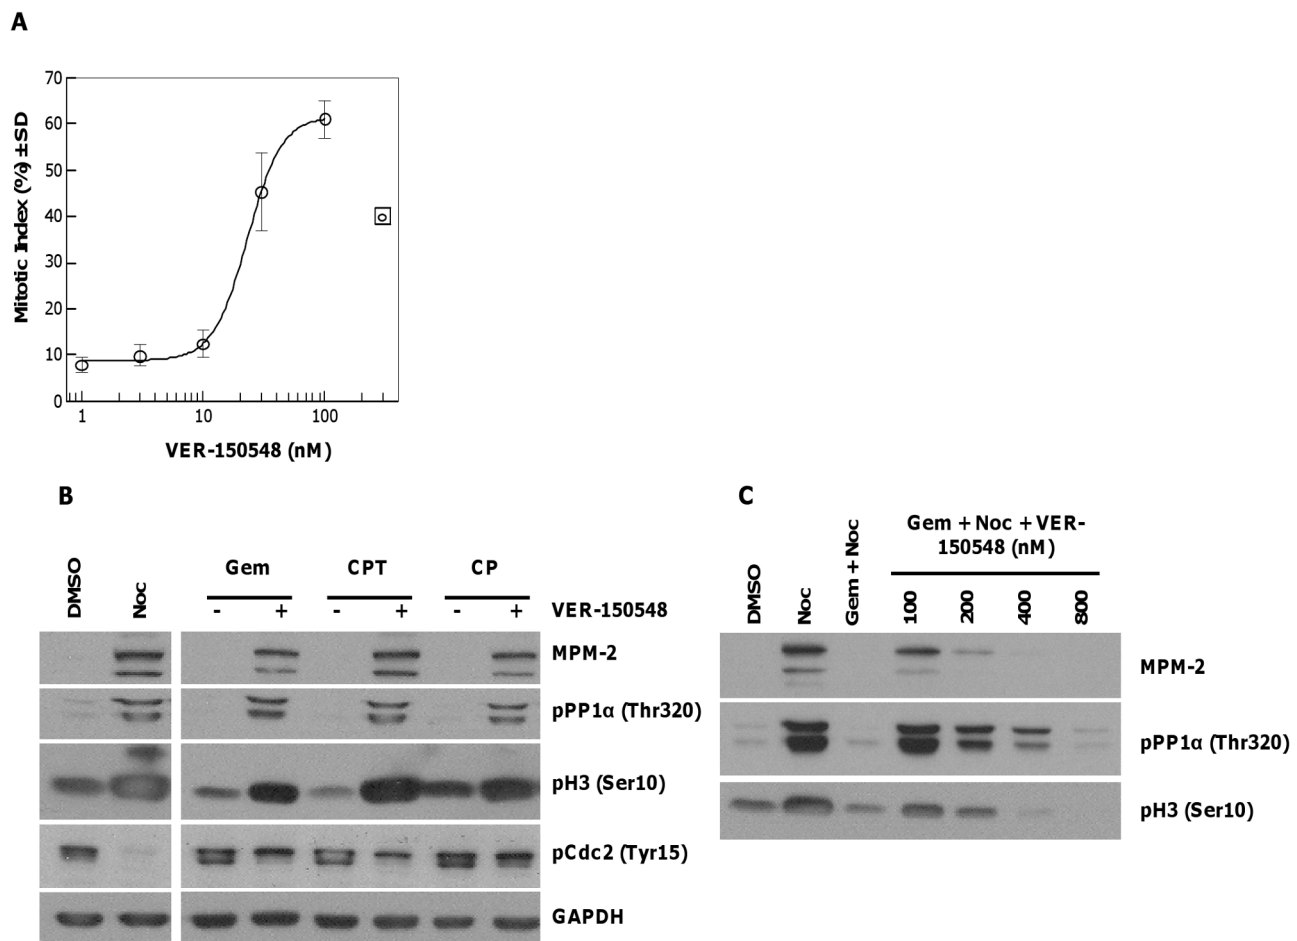 A
70
60
50
40
30
20
10
0
Mitotic Index (%) ± SD
1 10 100
VER-150548 (nM)
B
DMSO
Noc
Gem CPT CP
- + - + - + VER-150548
MPM-2
pPP1α (Thr320)
pH3 (Ser10)
pCdc2 (Tyr15)
GAPDH
C
DMSO
Noc
Gem + Noc
Gem + Noc + VER-
150548 (nM)
100
200
400
800
MPM-2
pPP1α (Thr320)
pH3 (Ser10)